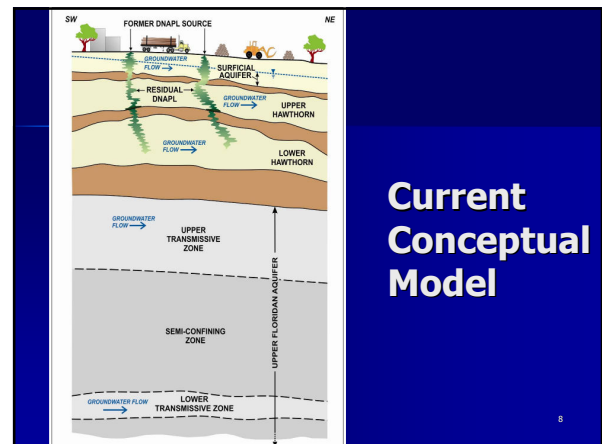 SW
NE
FORMER DNAPL SOURCE
GROUNDWATER
FLOW
SURFICIAL
AQUIFER
RESIDUAL
DNAPL
GROUNDWATER
FLOW
UPPER
HAWTHORN
GROUNDWATER
FLOW
LOWER
HAWTHORN
GROUNDWATER
FLOW
UPPER
TRANSMISSIVE
ZONE
UPPER FLORIDAN AQUIFER
SEMI-CONFINING
ZONE
GROUNDWATER FLOW
LOWER
TRANSMISSIVE ZONE
Current
Conceptual
Model
8